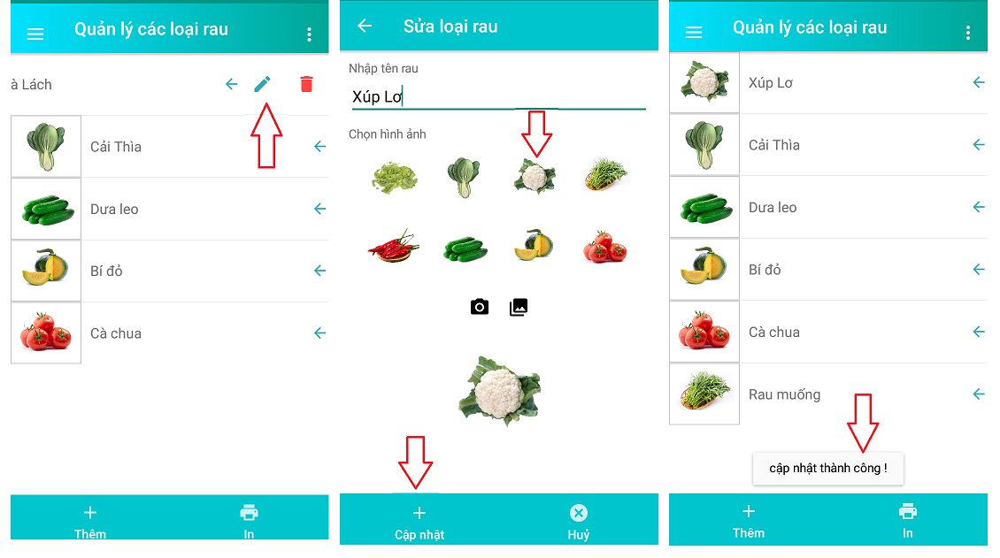 Quản lý các loại rau
à Lách
Cải Thìa
Dưa leo
Bí đỏ
Cà chua
Thêm
In
Sửa loại rau
Nhập tên rau
Xúp Lơ
Chọn hình ảnh
Cập nhật
Huỷ
Quản lý các loại rau
Xúp Lơ
Cải Thìa
Dưa leo
Bí đỏ
Cà chua
Rau muống
cập nhật thành công !
Thêm
In